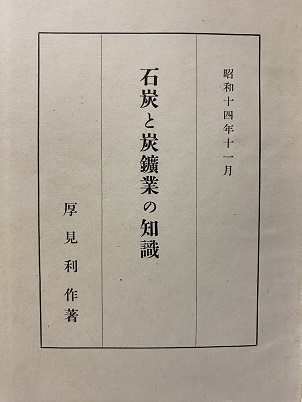 昭和十四年十一月
石炭と炭鑛業の知識
厚見利作著